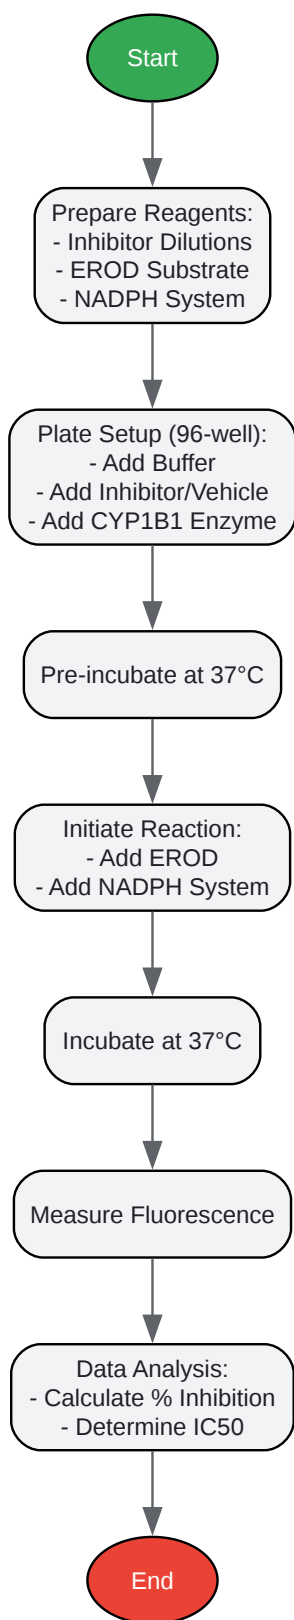 Start
Prepare Reagents:
- Inhibitor Dilutions
- EROD Substrate
- NADPH System
Plate Setup (96-well):
- Add Buffer
- Add Inhibitor/Vehicle
- Add CYP1B1 Enzyme
Pre-incubate at 37°C
Initiate Reaction:
- Add EROD
- Add NADPH System
Incubate at 37°C
Measure Fluorescence
Data Analysis:
- Calculate % Inhibition
- Determine IC50
End